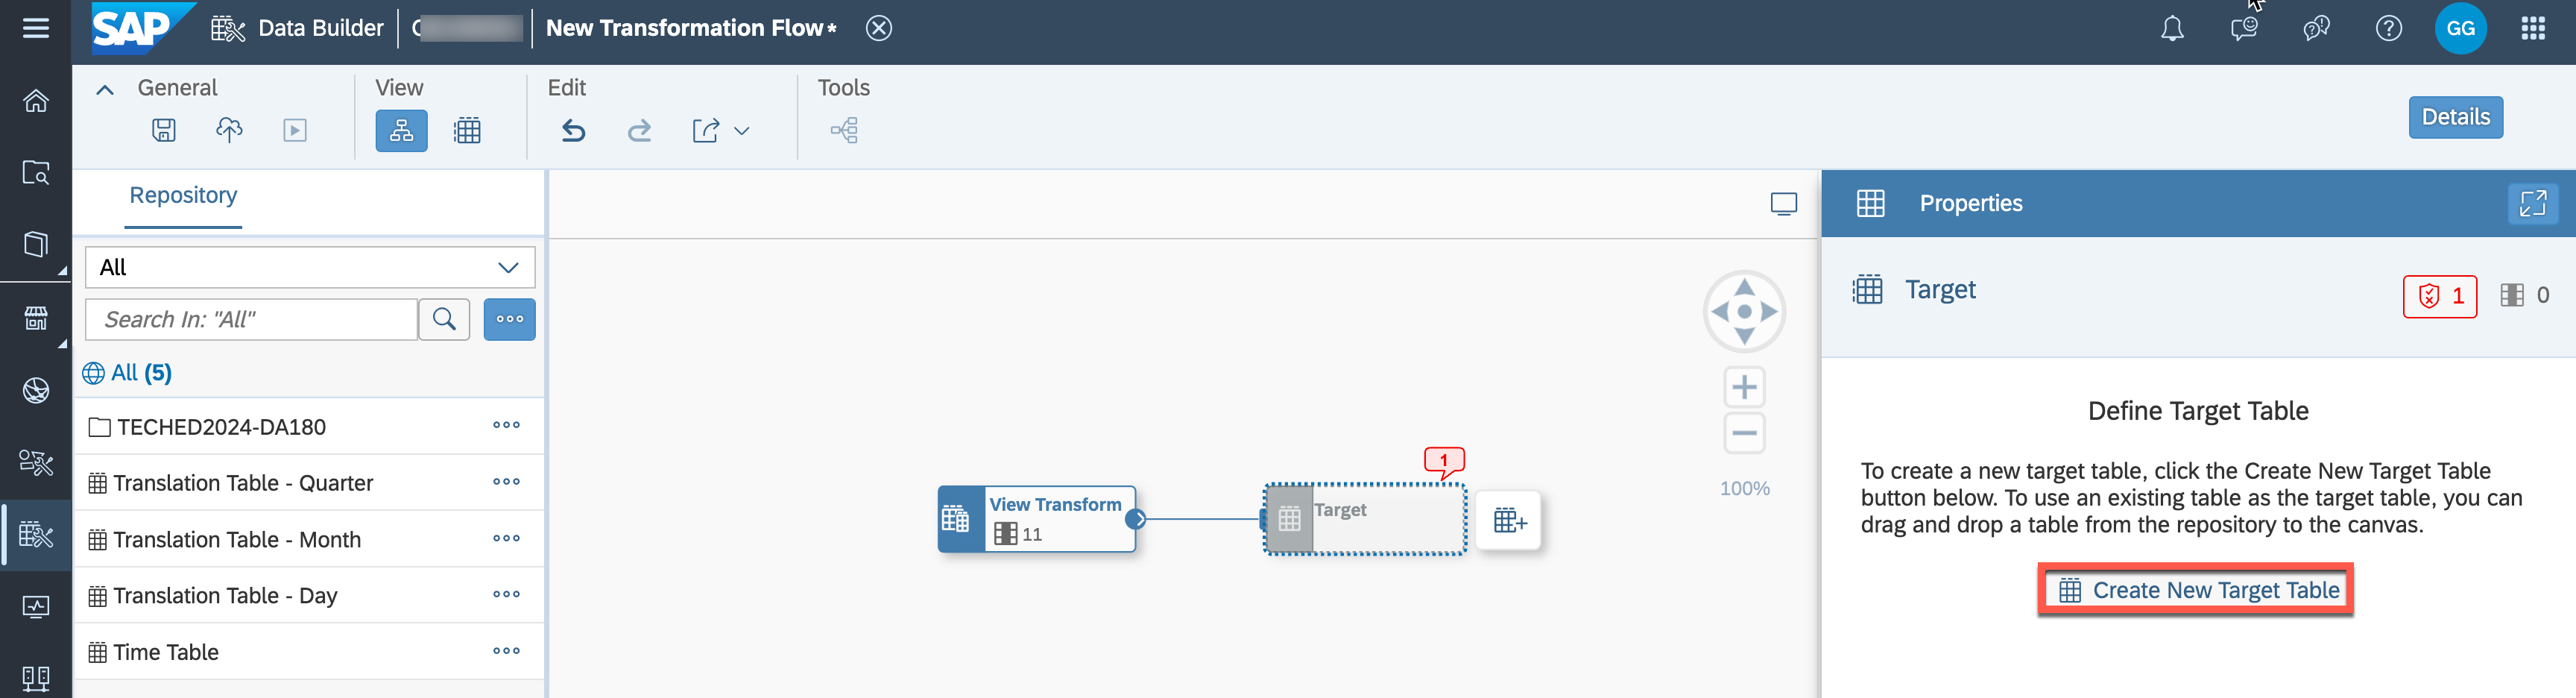 SAP
Data Builder
New Transformation Flow*
GG
General
View
Edit
Tools
Details
Repository
All
Search In: "All"
All (5)
TECHED2024-DA180
Translation Table - Quarter
Translation Table - Month
Translation Table - Day
Time Table
View Transform
11
1
Target
100%
Properties
Target
1
0
Define Target Table
To create a new target table, click the Create New Target Table
button below. To use an existing table as the target table, you can
drag and drop a table from the repository to the canvas.
Create New Target Table